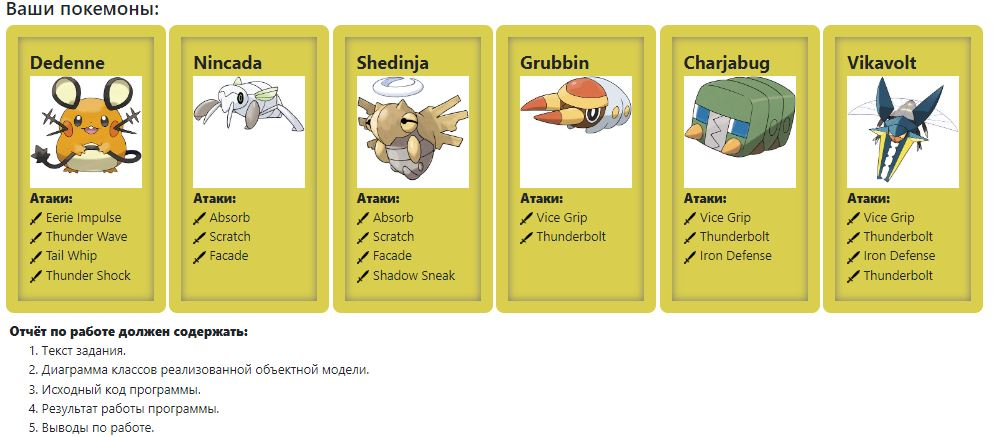 Ваши покемоны:
Dedenne
Атаки:
Eerie Impulse
Thunder Wave
Tail Whip
Thunder Shock
Nincada
Атаки:
Absorb
Scratch
Facade
Shedinja
Атаки:
Absorb
Scratch
Facade
Shadow Sneak
Grubbin
Атаки:
Vice Grip
Thunderbolt
Charjabug
Атаки:
Vice Grip
Thunderbolt
Iron Defense
Vikavolt
Атаки:
Vice Grip
Thunderbolt
Iron Defense
Thunderbolt
Отчёт по работе должен содержать:
1. Текст задания.
2. Диаграмма классов реализованной объектной модели.
3. Исходный код программы.
4. Результат работы программы.
5. Выводы по работе.